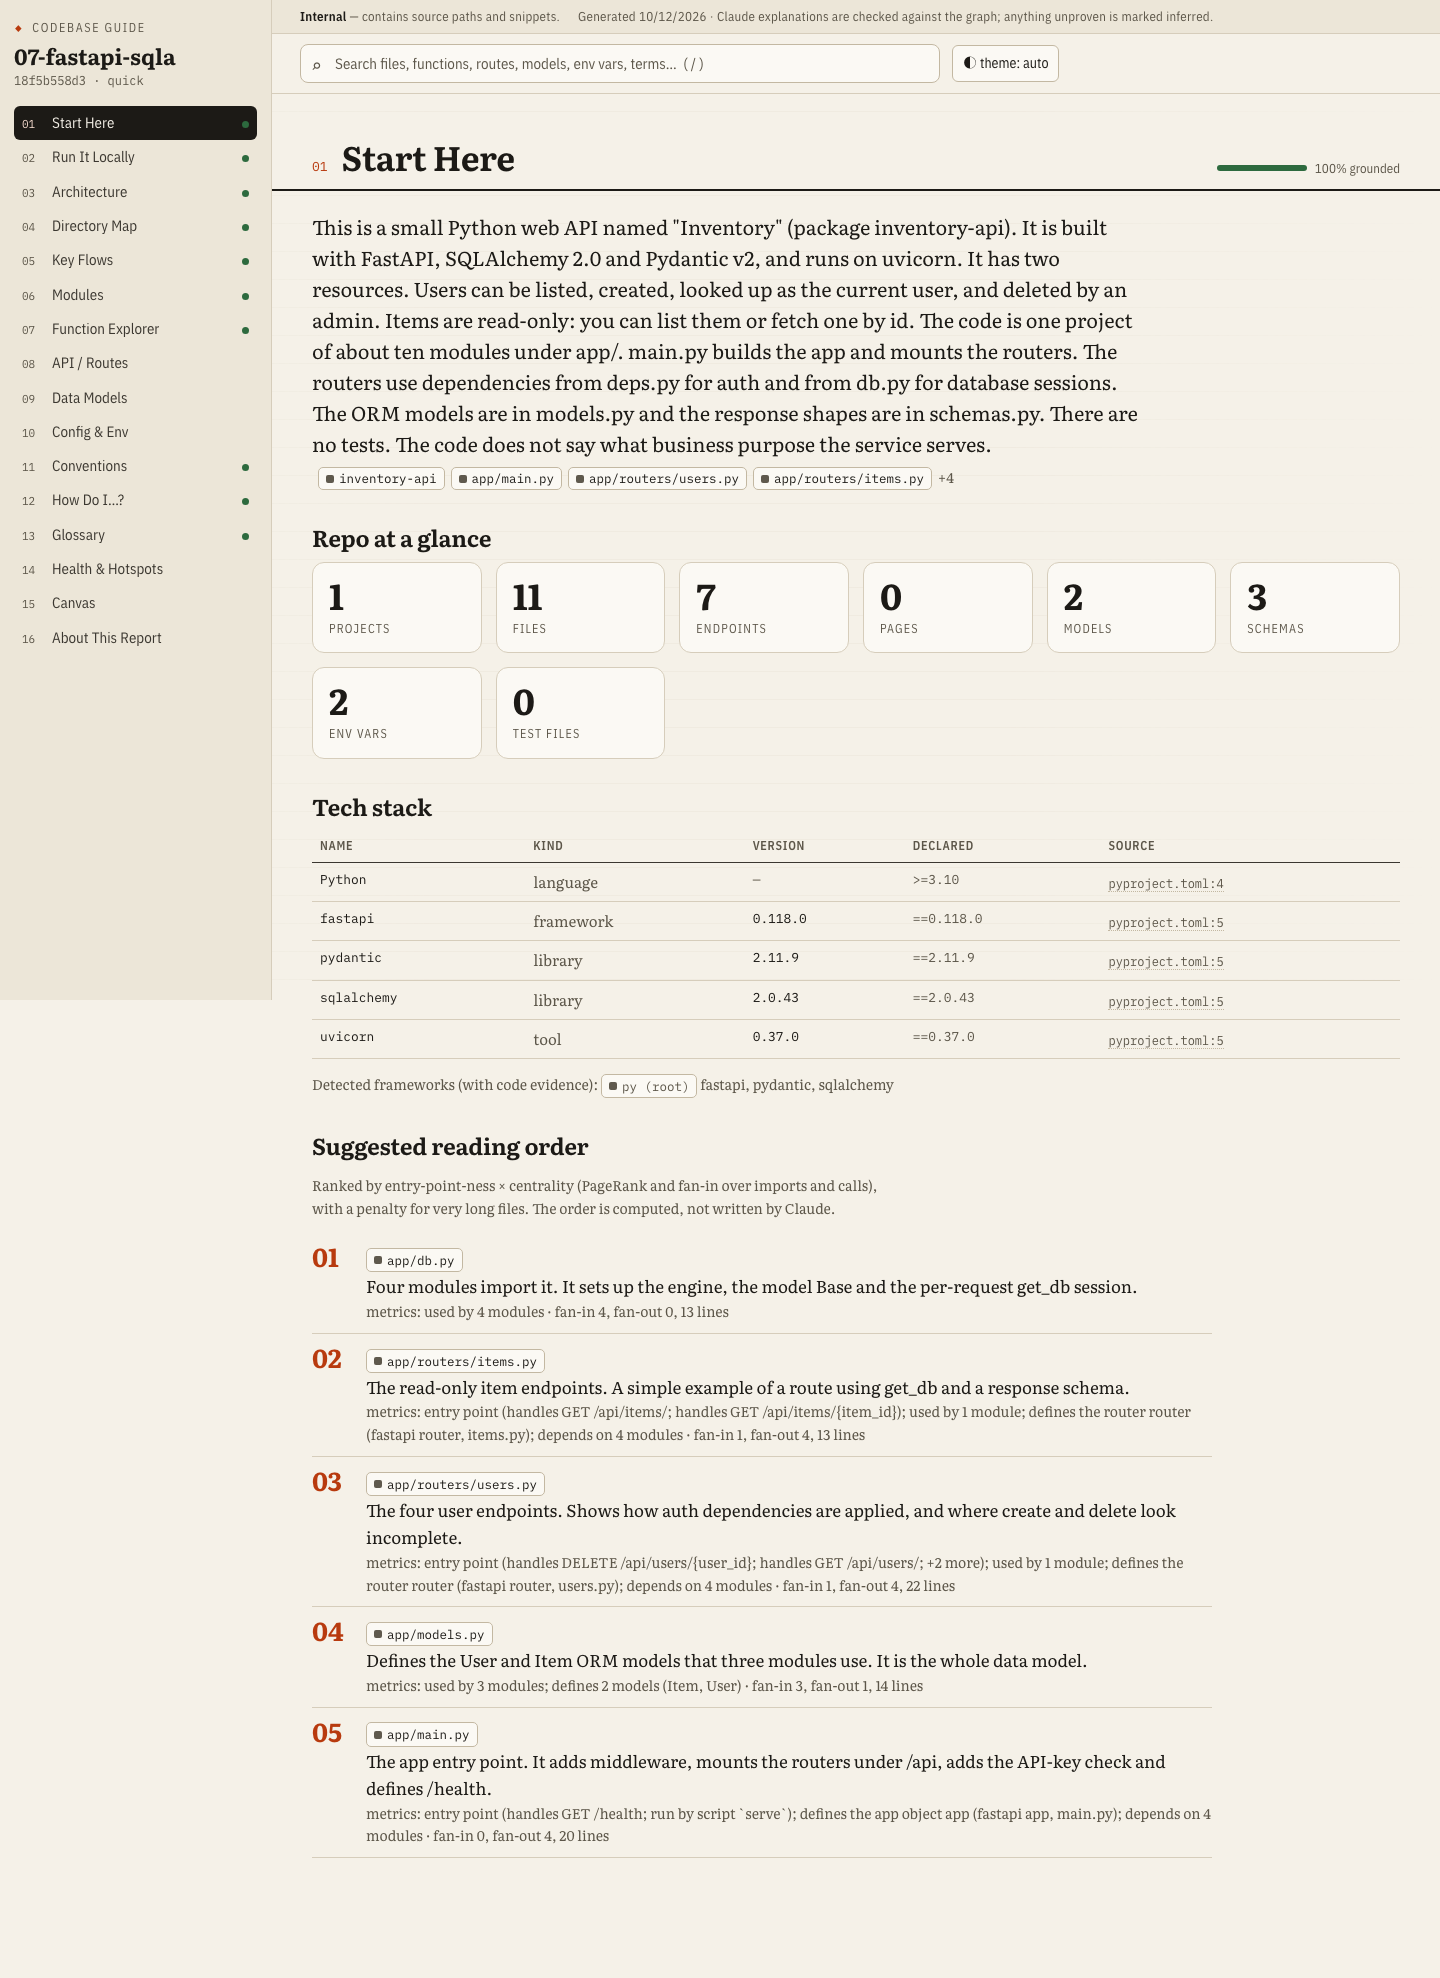 ◆ CODEBASE GUIDE
07-fastapi-sqla
18f5b558d3 · quick
01 Start Here
02 Run It Locally
03 Architecture
04 Directory Map
05 Key Flows
06 Modules
07 Function Explorer
08 API / Routes
09 Data Models
10 Config & Env
11 Conventions
12 How Do I...?
13 Glossary
14 Health & Hotspots
15 Canvas
16 About This Report
Internal — contains source paths and snippets. Generated 10/12/2026 · Claude explanations are checked against the graph; anything unproven is marked inferred.
Search files, functions, routes, models, env vars, terms... (/)
theme: auto
01 Start Here
100% grounded
This is a small Python web API named "Inventory" (package inventory-api). It is built
with FastAPI, SQLAlchemy 2.0 and Pydantic v2, and runs on uvicorn. It has two
resources. Users can be listed, created, looked up as the current user, and deleted by an
admin. Items are read-only: you can list them or fetch one by id. The code is one project
of about ten modules under app/. main.py builds the app and mounts the routers. The
routers use dependencies from deps.py for auth and from db.py for database sessions.
The ORM models are in models.py and the response shapes are in schemas.py. There are
no tests. The code does not say what business purpose the service serves.
inventory-api app/main.py app/routers/users.py app/routers/items.py +4
Repo at a glance
1 PROJECTS
11 FILES
7 ENDPOINTS
0 PAGES
2 MODELS
3 SCHEMAS
2 ENV VARS
0 TEST FILES
Tech stack
NAME KIND VERSION DECLARED SOURCE
Python language — >=3.10 pyproject.toml:4
fastapi framework 0.118.0 ==0.118.0 pyproject.toml:5
pydantic library 2.11.9 ==2.11.9 pyproject.toml:5
sqlalchemy library 2.0.43 ==2.0.43 pyproject.toml:5
uvicorn tool 0.37.0 ==0.37.0 pyproject.toml:5
Detected frameworks (with code evidence): py (root) fastapi, pydantic, sqlalchemy
Suggested reading order
Ranked by entry-point-ness × centrality (PageRank and fan-in over imports and calls),
with a penalty for very long files. The order is computed, not written by Claude.
01 app/db.py
Four modules import it. It sets up the engine, the model Base and the per-request get_db session.
metrics: used by 4 modules · fan-in 4, fan-out 0, 13 lines
02 app/routers/items.py
The read-only item endpoints. A simple example of a route using get_db and a response schema.
metrics: entry point (handles GET /api/items/; handles GET /api/items/{item_id}); used by 1 module; defines the router router
(fastapi router, items.py); depends on 4 modules · fan-in 1, fan-out 4, 13 lines
03 app/routers/users.py
The four user endpoints. Shows how auth dependencies are applied, and where create and delete look
incomplete.
metrics: entry point (handles DELETE /api/users/{user_id}; handles GET /api/users/; +2 more); used by 1 module; defines the
router router (fastapi router, users.py); depends on 4 modules · fan-in 1, fan-out 4, 22 lines
04 app/models.py
Defines the User and Item ORM models that three modules use. It is the whole data model.
metrics: used by 3 modules; defines 2 models (Item, User) · fan-in 3, fan-out 1, 14 lines
05 app/main.py
The app entry point. It adds middleware, mounts the routers under /api, adds the API-key check and
defines /health.
metrics: entry point (handles GET /health; run by script `serve`); defines the app object app (fastapi app, main.py); depends on 4
modules · fan-in 0, fan-out 4, 20 lines